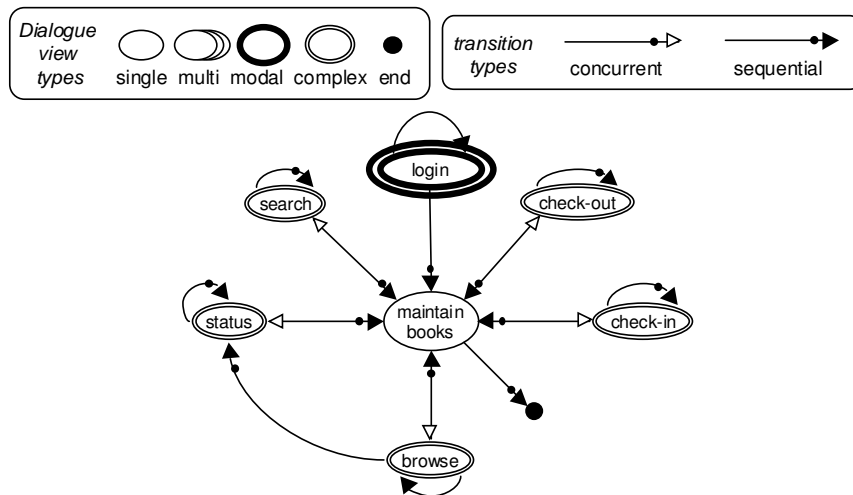 Dialogue
view
types
single multi modal complex end
transition
types
concurrent sequential
login
search
check-out
status
maintain
books
check-in
browse